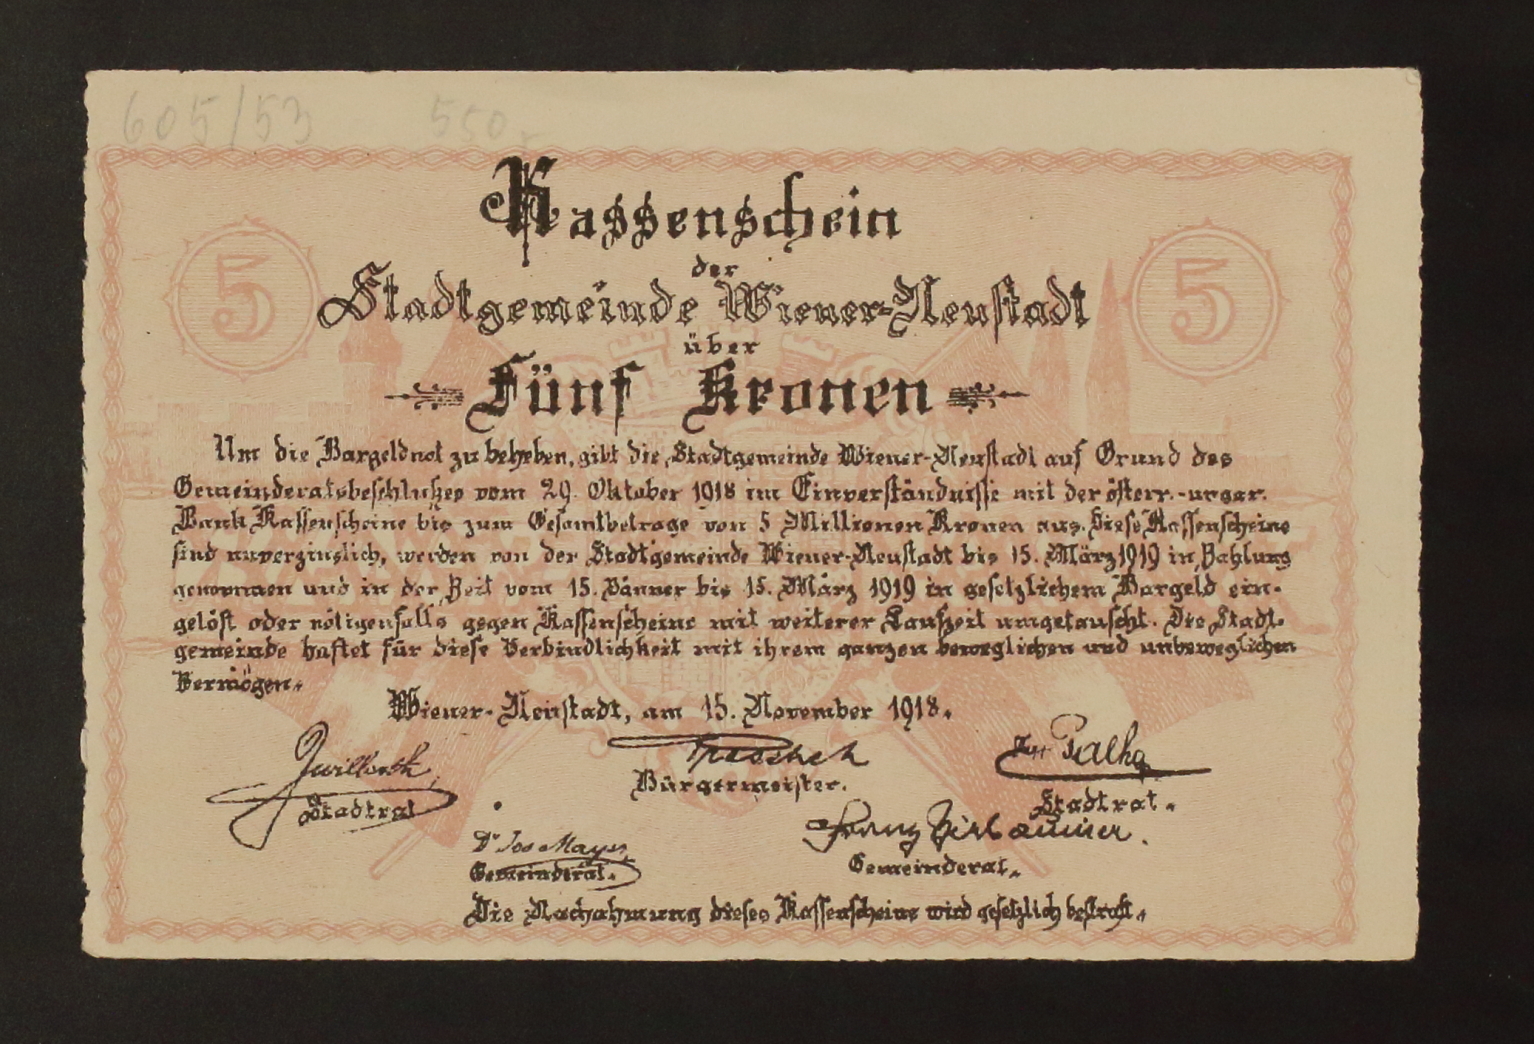 605/53 550
Kassenschein
der
Stadtgemeinde Wiener-Neustadt
über
Fünf Kronen
5 5
Um die Bargeldnot zu beheben, gibt die Stadtgemeinde Wiener-Neustadt auf Grund des
Gemeinderatsbeschlußes vom 29. Oktober 1918 im Einverständnisse mit der österr.-ungar.
Bank Kassenscheine bis zum Gesamtbetrage von 5 Millionen Kronen aus. Diese Kassenscheine
sind unverzinslich, werden von der Stadtgemeinde Wiener-Neustadt bis 15. März 1919 in Zahlung
genommen und in der Zeit vom 15. Jänner bis 15. März 1919 in gesetzlichem Bargeld ein-
gelöst oder nötigenfalls gegen Kassenscheine mit weiterer Laufzeit umgetauscht. Die Stadt-
gemeinde haftet für diese Verbindlichkeit mit ihrem ganzen beweglichen und unbeweglichen
Vermögen.
Wiener-Neustadt, am 15. November 1918.
Bürgermeister.
Stadtrat Stadtrat.
Dr Jos Mayer
Gemeinderat. Gemeinderat.
Die Nachahmung dieses Kassenscheins wird gesetzlich bestraft.